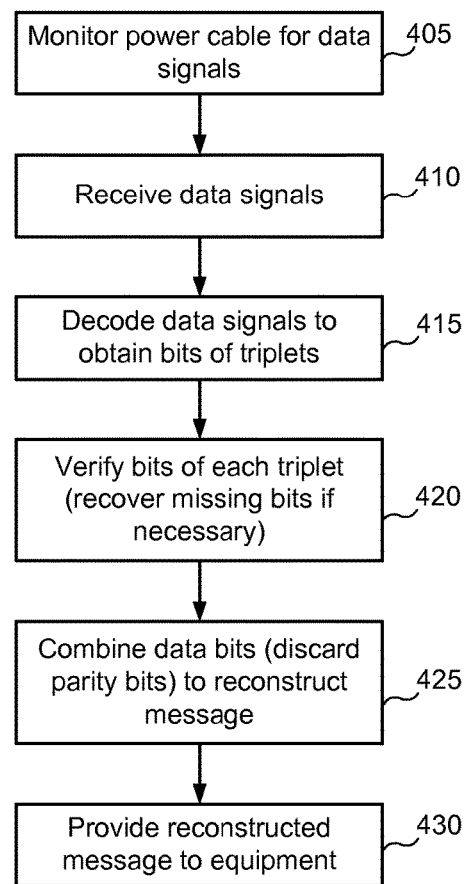 Monitor power cable for data
signals
405
Receive data signals
410
Decode data signals to
obtain bits of triplets
415
Verify bits of each triplet
(recover missing bits if
necessary)
420
Combine data bits (discard
parity bits) to reconstruct
message
425
Provide reconstructed
message to equipment
430